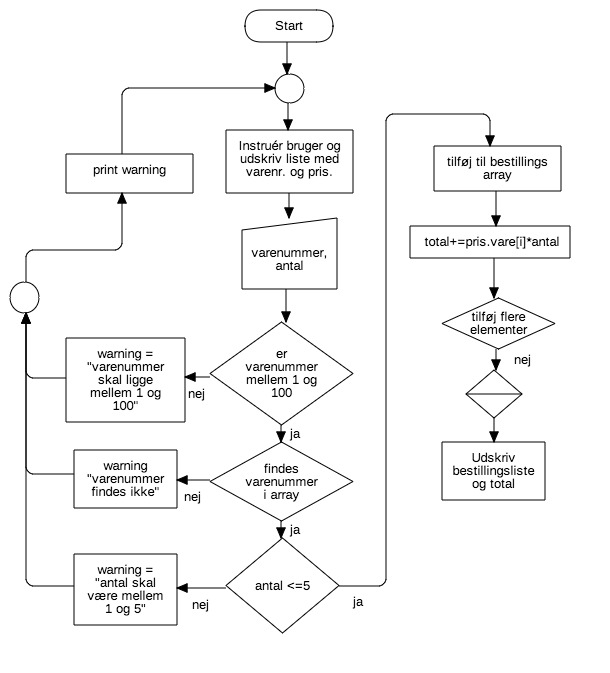 Start
Instruér bruger og
udskriv liste med
varenr. og pris.
print warning
varenummer,
antal
er
varenummer
mellem 1 og
100
nej
ja
warning =
"varenummer
skal ligge
mellem 1 og
100"
findes
varenummer
i array
nej
ja
warning
"varenummer
findes ikke"
antal <=5
nej
ja
warning =
"antal skal
være mellem
1 og 5"
tilføj til bestillings
array
total+=pris.vare[i]*antal
tilføj flere
elementer
nej
Udskriv
bestillingsliste
og total